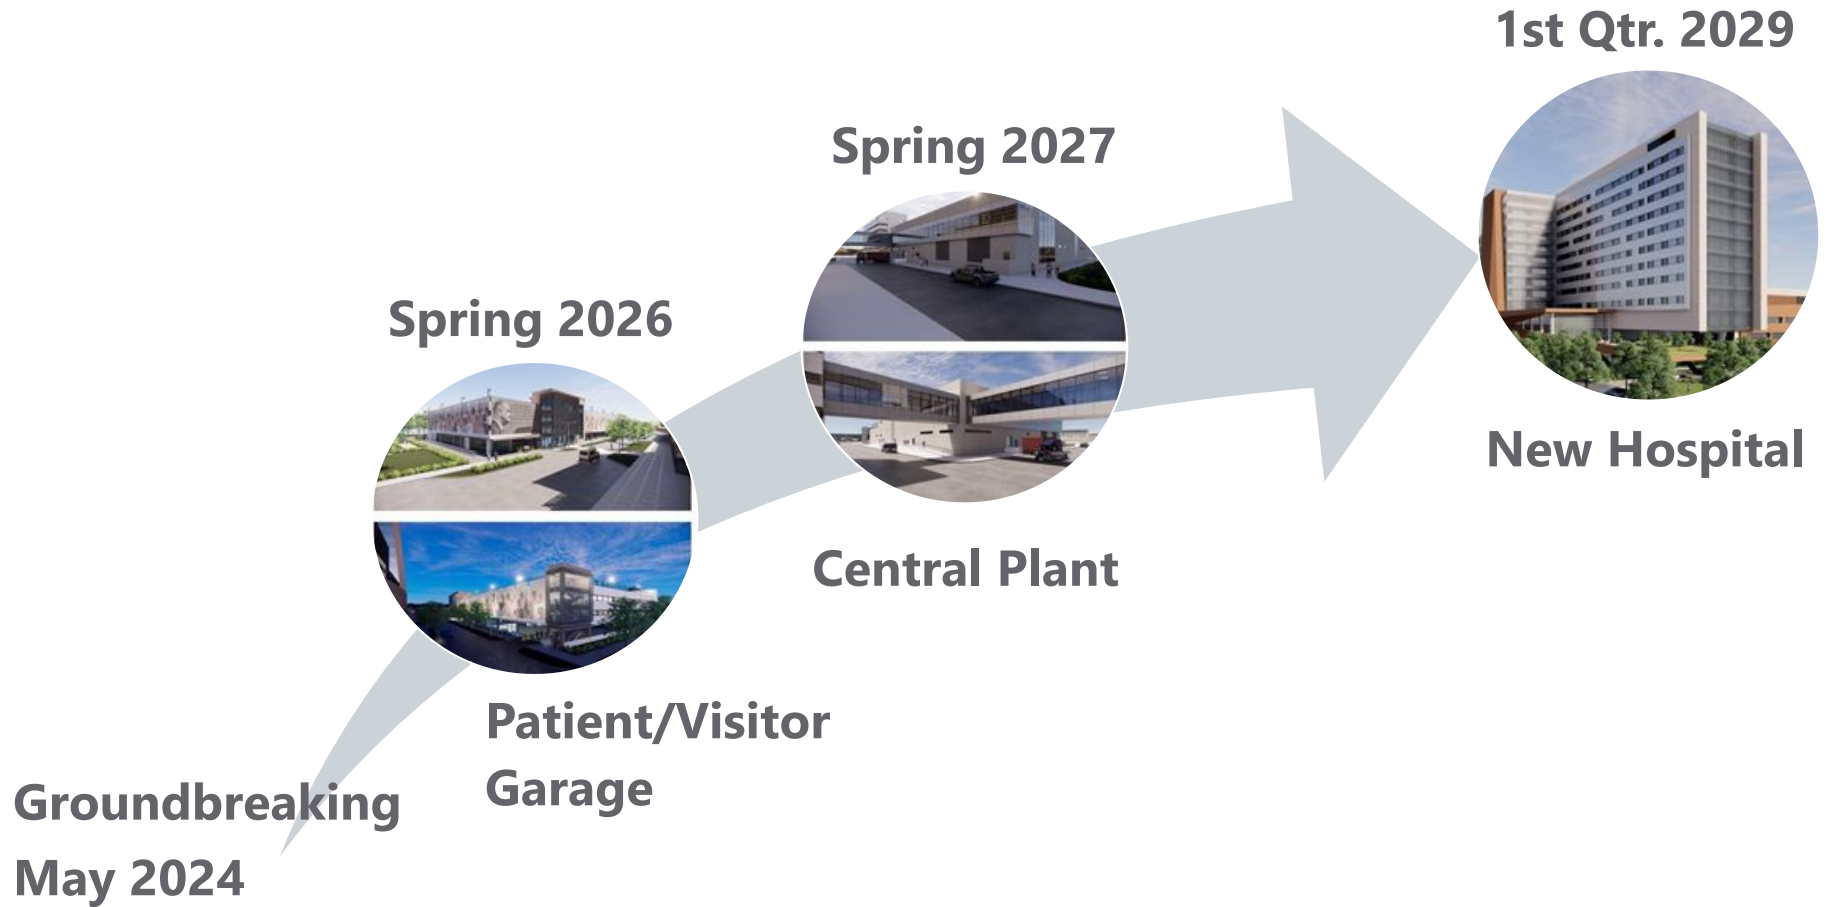 1st Qtr. 2029
Spring 2027
Spring 2026
New Hospital
Central Plant
Patient/Visitor
Garage
Groundbreaking
May 2024